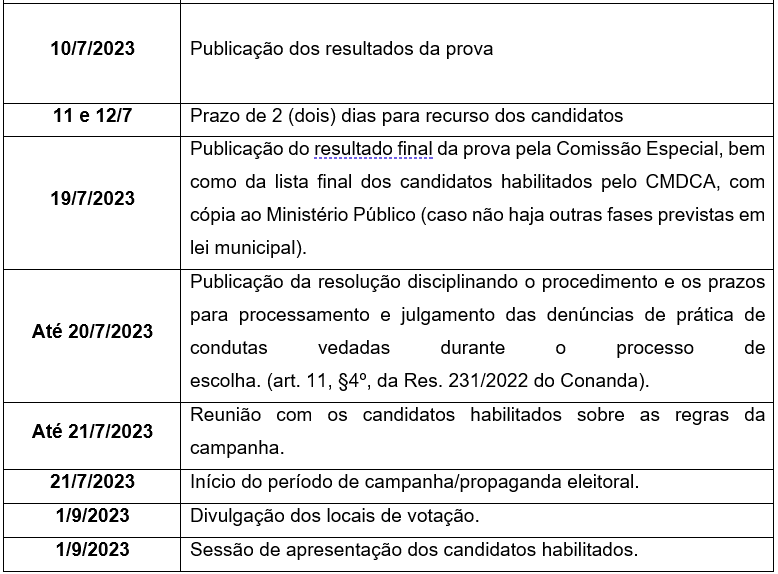 10/7/2023 Publicação dos resultados da prova
11 e 12/7 Prazo de 2 (dois) dias para recurso dos candidatos
Publicação do resultado final da prova pela Comissão Especial, bem
como da lista final dos candidatos habilitados pelo CMDCA, com
19/7/2023
cópia ao Ministério Público (caso não haja outras fases previstas em
lei municipal).
Publicação da resolução disciplinando o procedimento e os prazos
para processamento e julgamento das denúncias de prática de
Até 20/7/2023
condutas vedadas durante o processo de
escolha. (art. 11, §4º, da Res. 231/2022 do Conanda).
Até 21/7/2023
Reunião com os candidatos habilitados sobre as regras da
campanha.
21/7/2023 Início do período de campanha/propaganda eleitoral.
1/9/2023 Divulgação dos locais de votação.
1/9/2023 Sessão de apresentação dos candidatos habilitados.